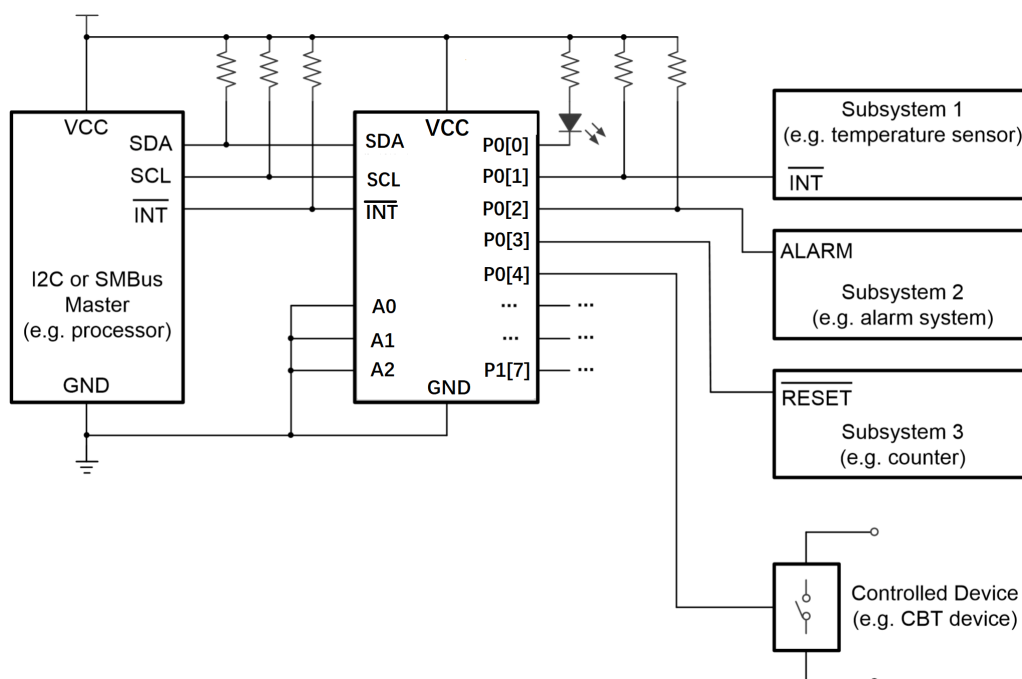 VCC
SDA
SCL
INT
I2C or SMBus
Master
(e.g. processor)
GND
VCC
SDA
SCL
INT
A0
A1
A2
GND
P0[0]
P0[1]
P0[2]
P0[3]
P0[4]
... ...
... ...
P1[7] ...
Subsystem 1
(e.g. temperature sensor)
INT
ALARM
Subsystem 2
(e.g. alarm system)
RESET
Subsystem 3
(e.g. counter)
Controlled Device
(e.g. CBT device)